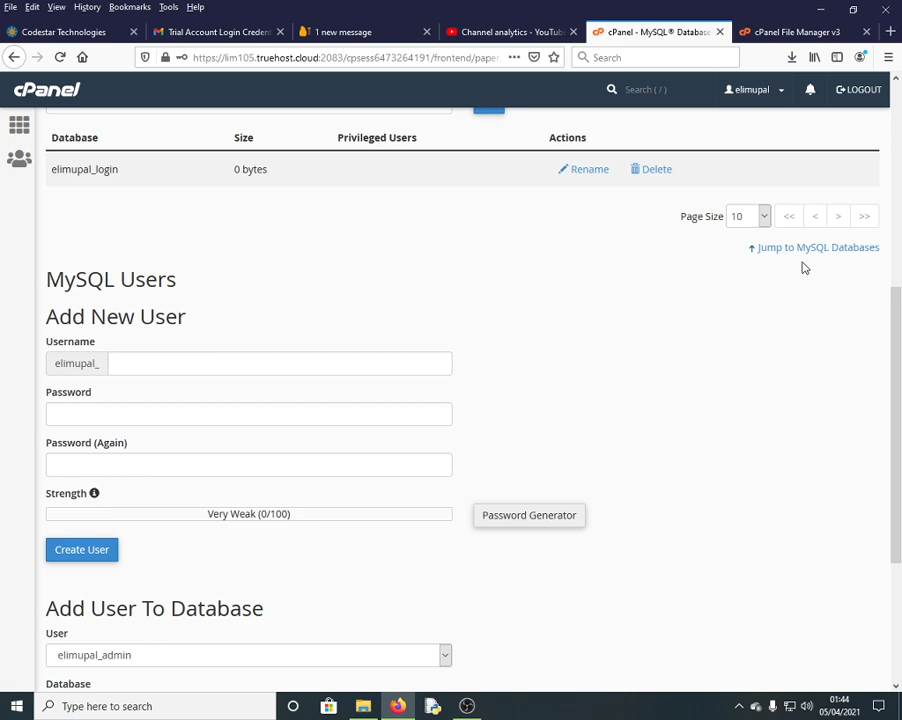 File Edit View History Bookmarks Tools Help
Codestar Technologies
Trial Account Login Creden
1 new message
Channel analytics - YouTub
cPanel - MySQL® Database
cPanel File Manager v3
https://lim105.truehost.cloud:2083/cpsess6473264191/frontend/paper
Search
cPanel
Search ( / )
elimupal
LOGOUT
Database Size Privileged Users Actions
elimupal_login 0 bytes Rename Delete
Page Size 10 << < > >>
Jump to MySQL Databases
MySQL Users
Add New User
Username
elimupal_
Password
Password (Again)
Strength
Very Weak (0/100)
Password Generator
Create User
Add User To Database
User
elimupal_admin
Database
Type here to search
01:44
05/04/2021